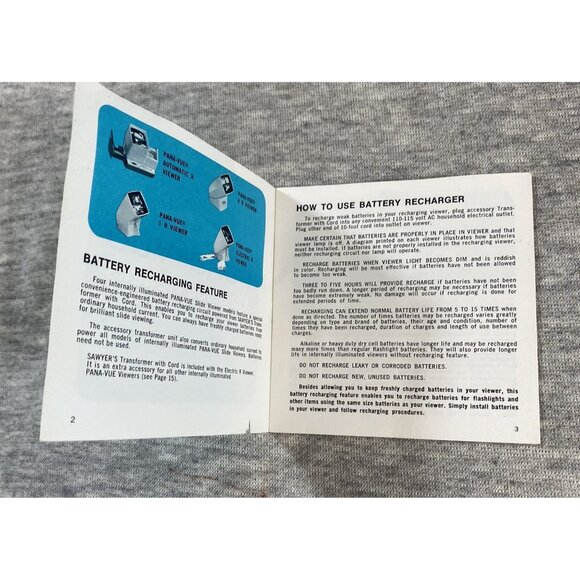 PANA-VUE®
AUTOMATIC R
VIEWER
PANA-VUE®
4 R VIEWER
PANA-VUE®
1 R VIEWER
PANA-VUE®
ELECTRIC R
VIEWER
BATTERY RECHARGING FEATURE
Four internally illuminated PANA-VUE Slide Viewer models feature a special
convenience-engineered battery recharging circuit powered from SAWYER'S Trans-
former with Cord. This enables you to recharge your viewer batteries from
ordinary household current. You can always have freshly charged batteries ready
for brilliant slide viewing.
The accessory transformer unit also converts ordinary household current to
power all models of internally illuminated PANA-VUE Slide Viewers. Batteries
need not be used.
SAWYER'S Transformer with Cord is included with the Electric R Viewer.
It is an extra accessory for all other internally illuminated
PANA-VUE Viewers (see Page 15).
2
HOW TO USE BATTERY RECHARGER
To recharge weak batteries in your recharging viewer, plug accessory Trans-
former with Cord into any convenient 110-115 volt AC household electrical outlet.
Plug other end of 10-foot cord into outlet on viewer.
MAKE CERTAIN THAT BATTERIES ARE PROPERLY IN PLACE IN VIEWER and that
viewer lamp is off. A diagram printed on each viewer illustrates how batteries
must be installed. If batteries are not properly installed in the recharging viewer,
neither recharging circuit nor lamp will operate.
RECHARGE BATTERIES WHEN VIEWER LIGHT BECOMES DIM and is reddish
in color. Recharging will be most effective if batteries have not been allowed
to become too weak.
THREE TO FIVE HOURS WILL PROVIDE RECHARGE if batteries have not been
too badly run down. A longer period of recharging may be necessary if batteries
have become extremely weak. No damage will occur if recharging is done for
extended periods of time.
RECHARGING CAN EXTEND NORMAL BATTERY LIFE FROM 5 TO 15 TIMES when
done as directed. The number of times batteries may be recharged varies greatly
depending on type and brand of batteries, their age and condition, number of
times they have been recharged, duration of charges and length of use between
charges.
Alkaline or heavy duty dry cell batteries have longer life and may be recharged
many more times than regular flashlight batteries. They will also provide longer
life in internally illuminated viewers without recharging feature.
DO NOT RECHARGE LEAKY OR CORRODED BATTERIES.
DO NOT RECHARGE NEW, UNUSED BATTERIES.
Besides allowing you to keep freshly charged batteries in your viewer, this
battery recharging feature enables you to recharge batteries for flashlights and
other items using the same size batteries as your viewer. Simply install batteries
in your viewer and follow recharging procedures.
3